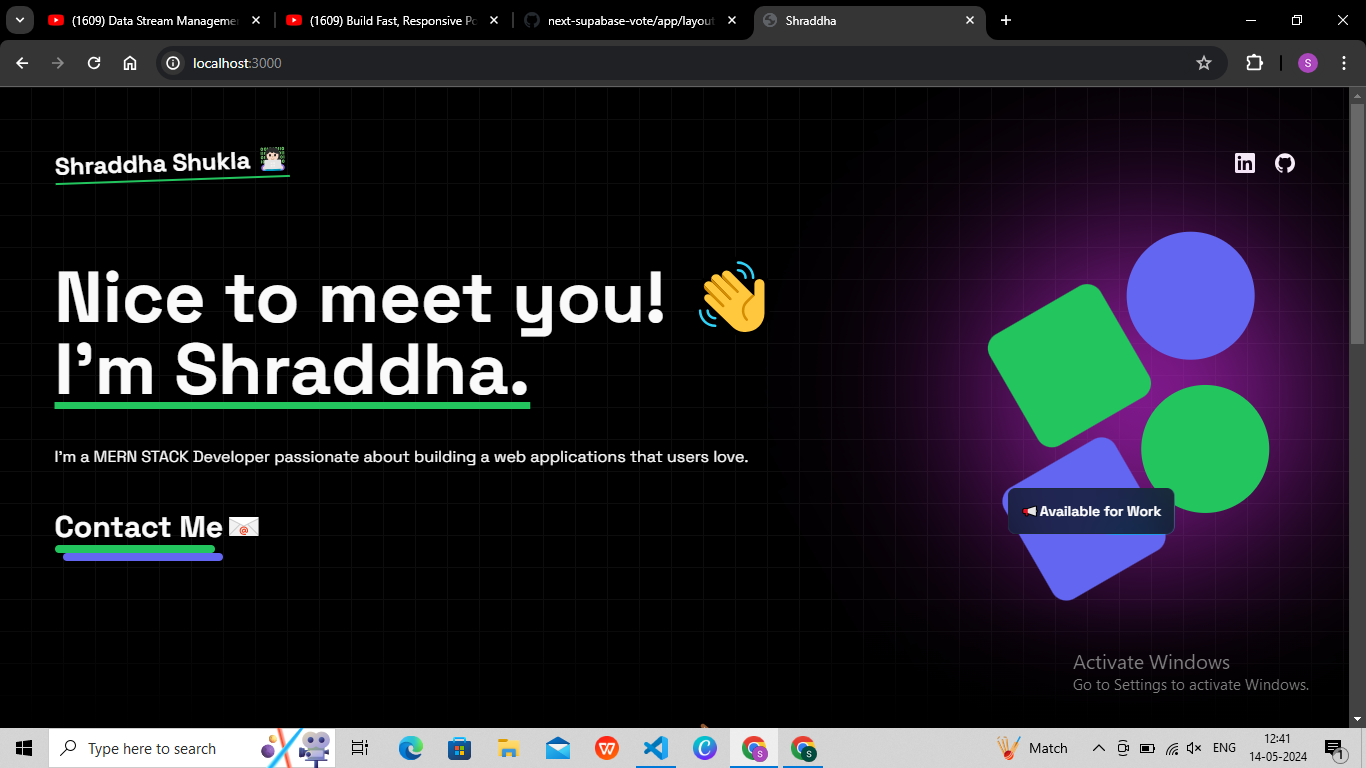 (1609) Data Stream Manageme
(1609) Build Fast, Responsive Po
next-supabase-vote/app/layout
Shraddha
localhost:3000
S
Shraddha Shukla
in
Nice to meet you!
I'm Shraddha.
I'm a MERN STACK Developer passionate about building a web applications that users love.
Contact Me
Available for Work
Activate Windows
Go to Settings to activate Windows.
Type here to search
Match
ENG
12:41
14-05-2024
1